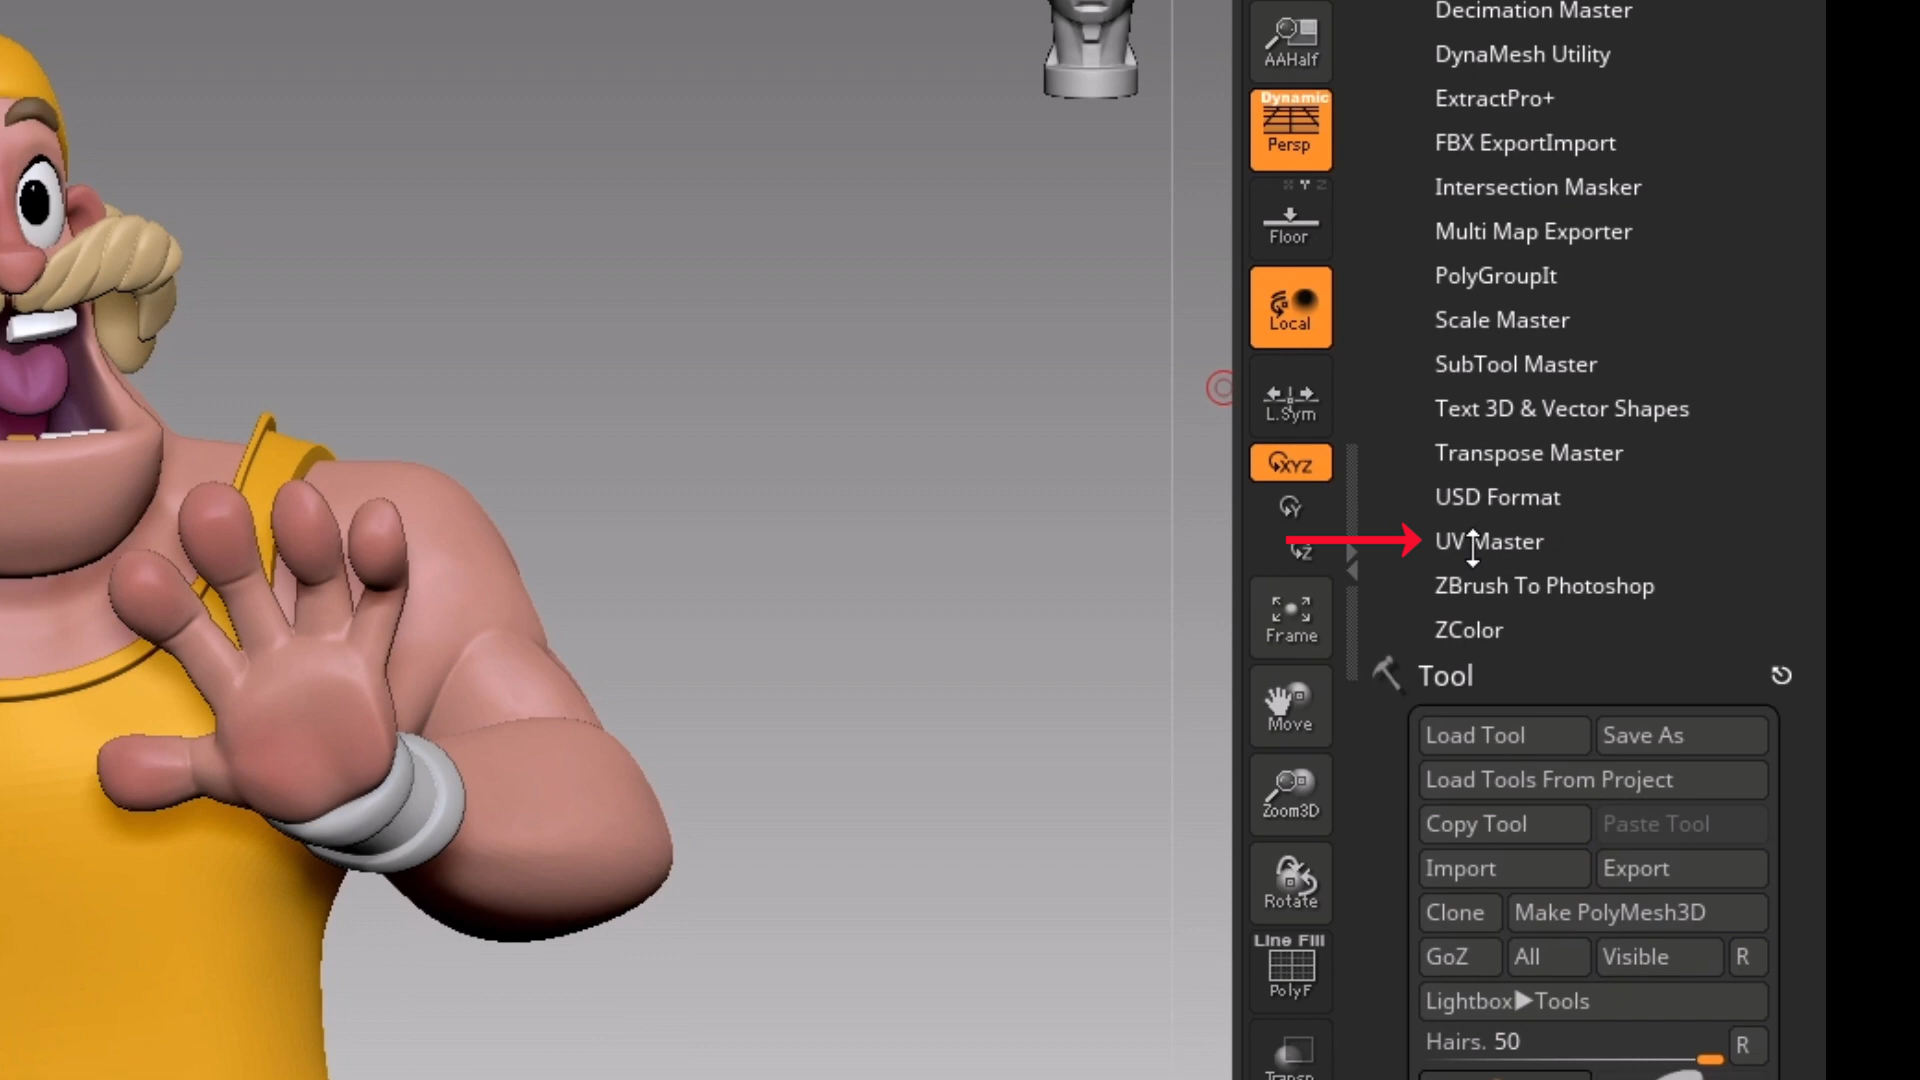 AAHalf
Dynamic
Persp
X Y Z
Floor
Local
L.Sym
XYZ
Y
Z
Frame
Move
Zoom3D
Rotate
Line Fill
PolyF
Transp
Decimation Master
DynaMesh Utility
ExtractPro+
FBX ExportImport
Intersection Masker
Multi Map Exporter
PolyGroupIt
Scale Master
SubTool Master
Text 3D & Vector Shapes
Transpose Master
USD Format
UV Master
ZBrush To Photoshop
ZColor
Tool
Load Tool Save As
Load Tools From Project
Copy Tool Paste Tool
Import Export
Clone Make PolyMesh3D
GoZ All Visible R
Lightbox▶Tools
Hairs. 50 R